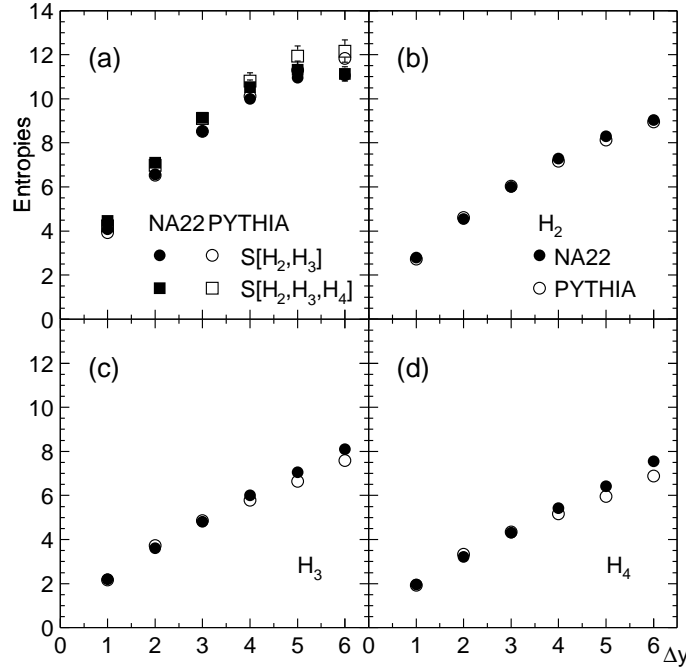 14
12
10
8
6
4
2
0
Entropies
(a)
NA22 PYTHIA
S[H2,H3]
S[H2,H3,H4]
(b)
H2
NA22
PYTHIA
12
10
8
6
4
2
0
(c)
H3
(d)
H4
0 1 2 3 4 5 6
0 1 2 3 4 5 6 Δy